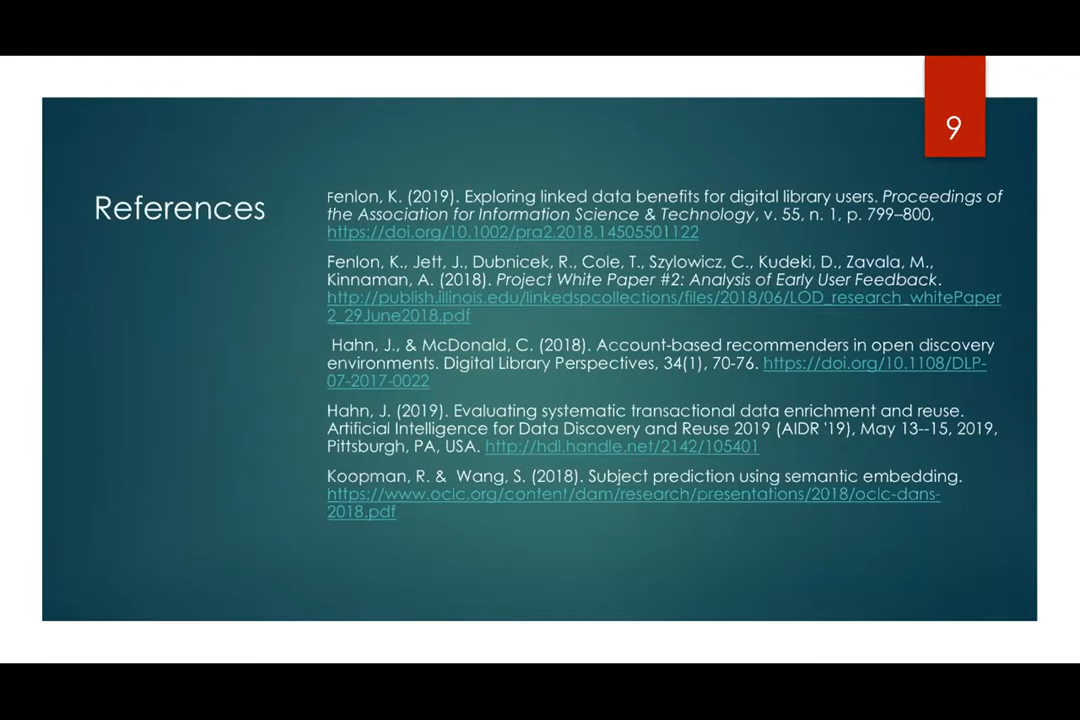 9
References
Fenlon, K. (2019). Exploring linked data benefits for digital library users. Proceedings of
the Association for Information Science & Technology, v. 55, n. 1, p. 799–800,
https://doi.org/10.1002/pra2.2018.14505501122
Fenlon, K., Jett, J., Dubnicek, R., Cole, T., Szylowicz, C., Kudeki, D., Zavala, M.,
Kinnaman, A. (2018). Project White Paper #2: Analysis of Early User Feedback.
http://publish.illinois.edu/linkedspcollections/files/2018/06/LOD_research_whitePaper
2_29June2018.pdf
Hahn, J., & McDonald, C. (2018). Account-based recommenders in open discovery
environments. Digital Library Perspectives, 34(1), 70-76. https://doi.org/10.1108/DLP-
07-2017-0022
Hahn, J. (2019). Evaluating systematic transactional data enrichment and reuse.
Artificial Intelligence for Data Discovery and Reuse 2019 (AIDR '19), May 13--15, 2019,
Pittsburgh, PA, USA. http://hdl.handle.net/2142/105401
Koopman, R. & Wang, S. (2018). Subject prediction using semantic embedding.
https://www.oclc.org/content/dam/research/presentations/2018/oclc-dans-
2018.pdf